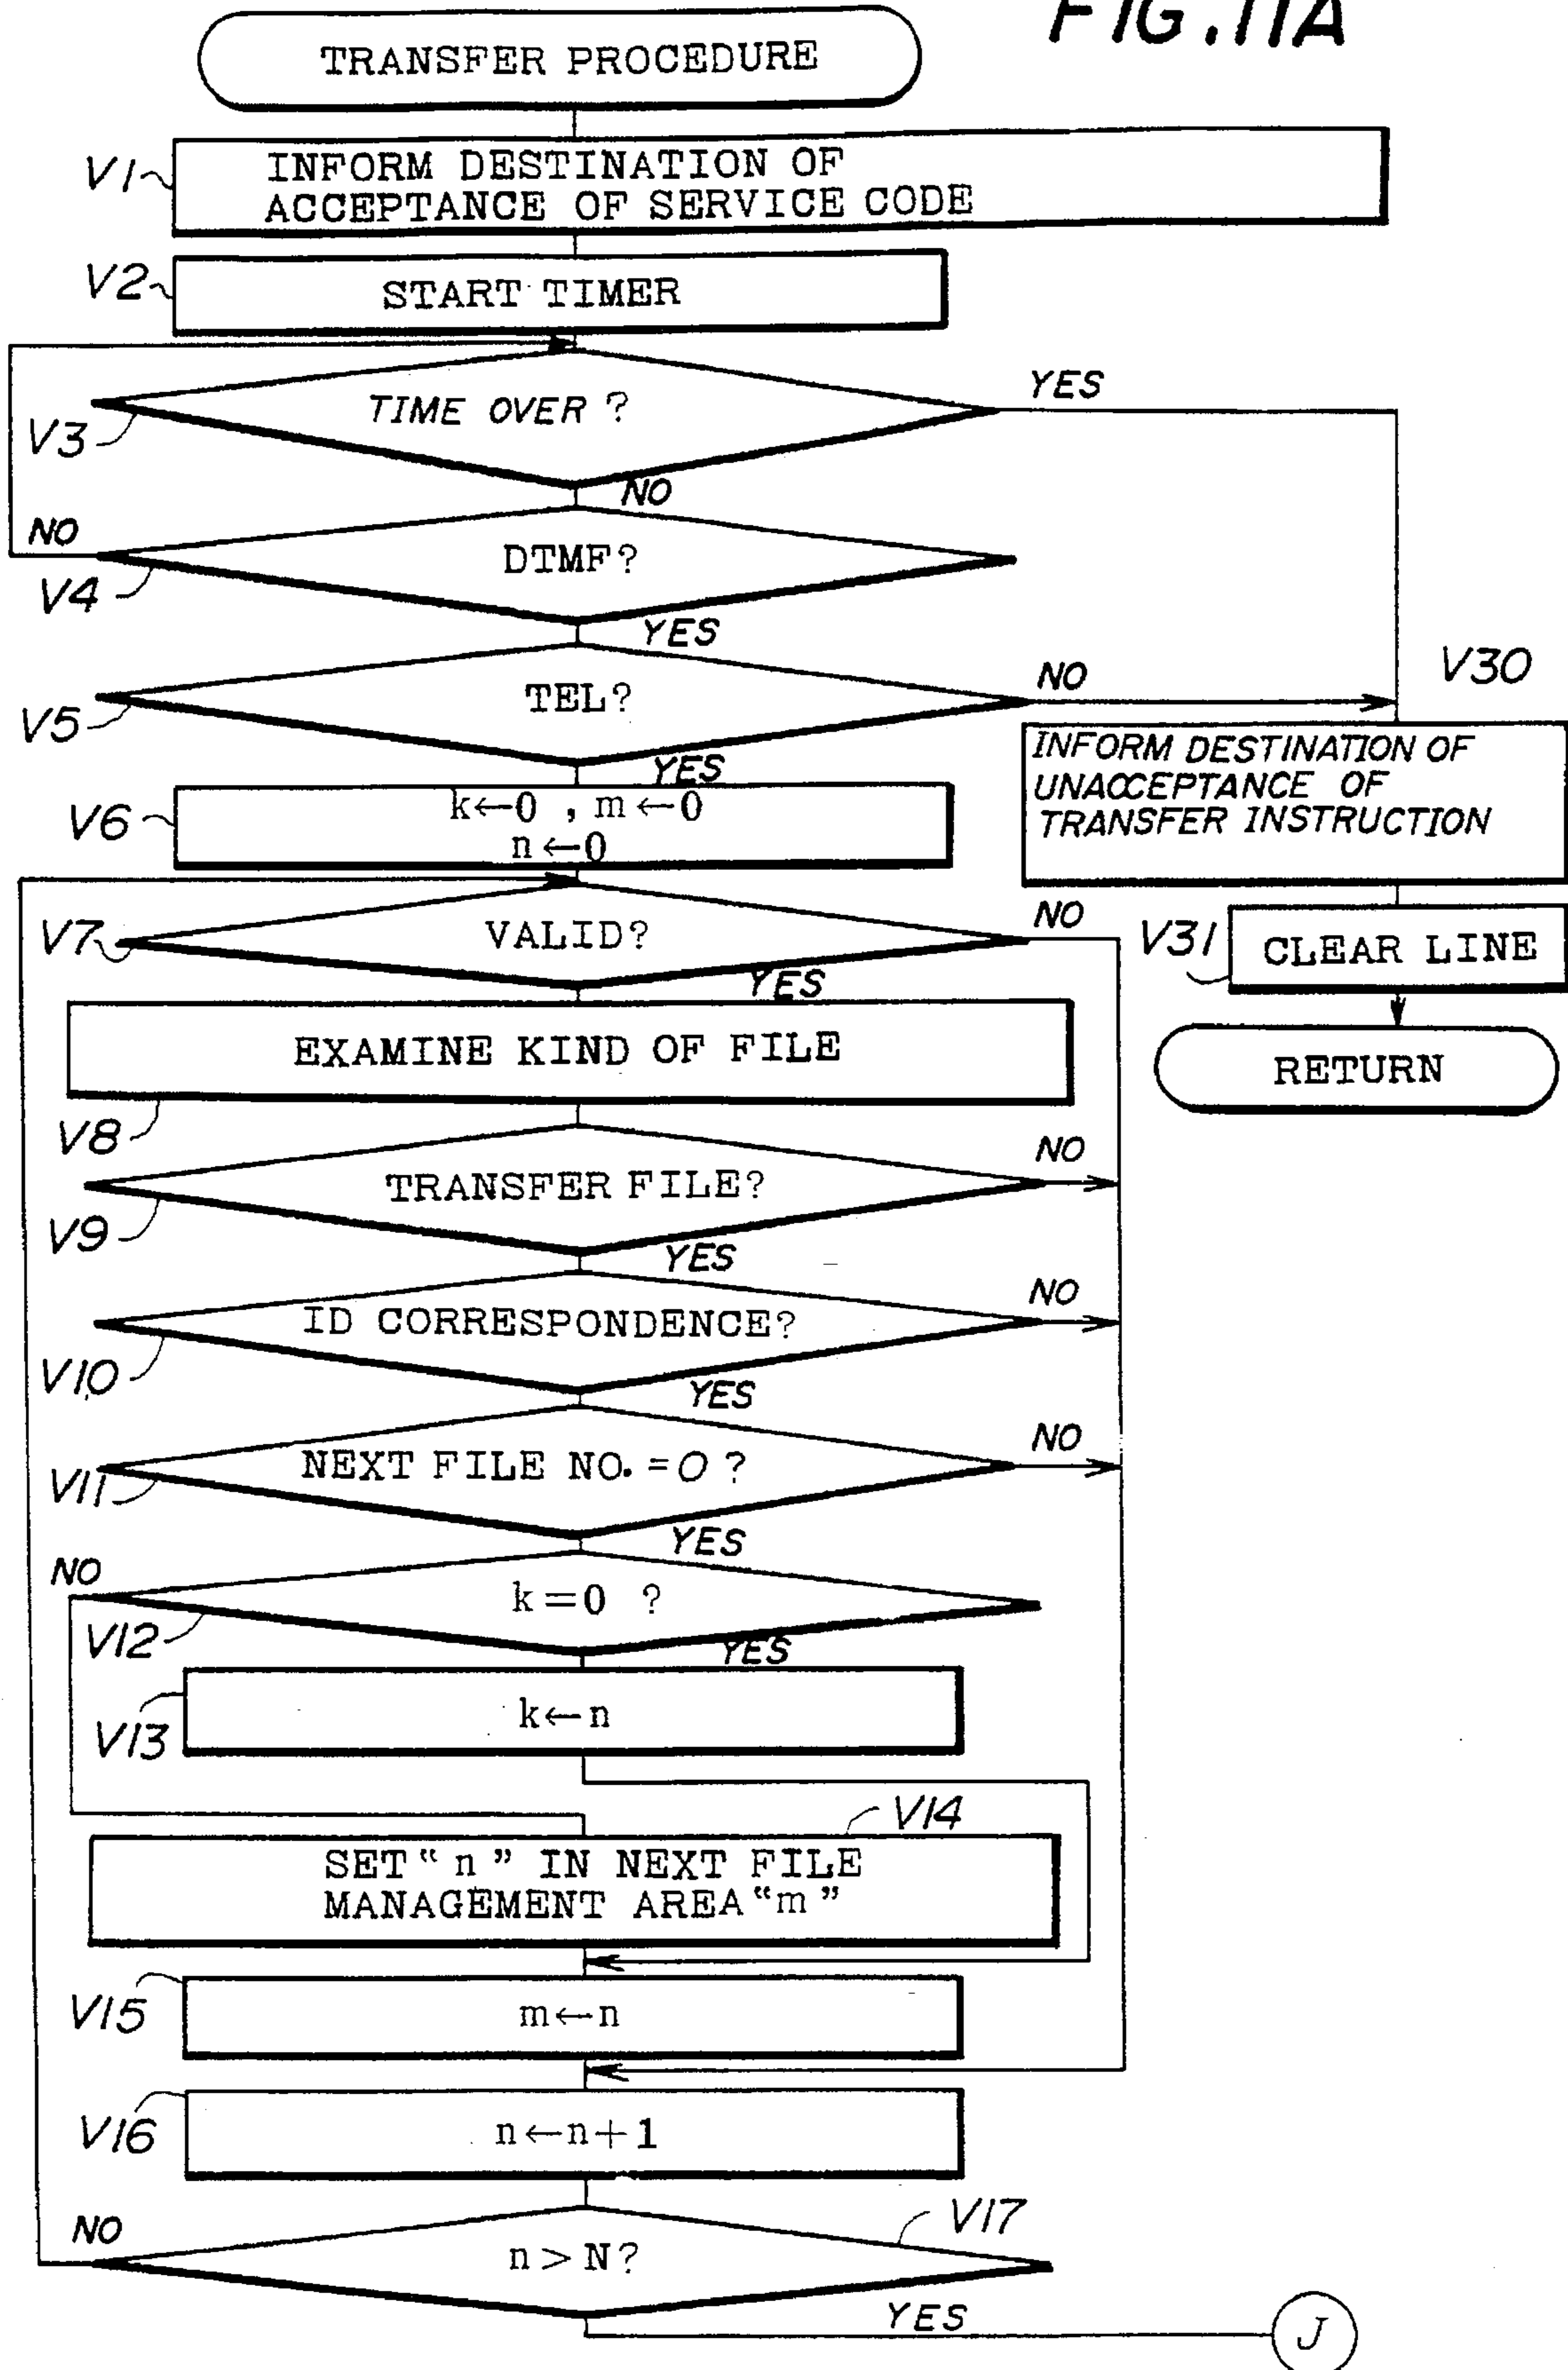 FIG. 11A
TRANSFER PROCEDURE
V1
INFORM DESTINATION OF
ACCEPTANCE OF SERVICE CODE
V2
START TIMER
V3
TIME OVER ?
YES
NO
NO
V4
DTMF?
YES
V5
TEL?
NO
YES
V30
INFORM DESTINATION OF
UNACCEPTANCE OF
TRANSFER INSTRUCTION
V6
k←0 , m←0
n←0
V7
VALID?
NO
YES
V31
CLEAR LINE
RETURN
EXAMINE KIND OF FILE
V8
TRANSFER FILE?
NO
V9
YES
ID CORRESPONDENCE?
NO
V10
YES
NEXT FILE NO. = 0 ?
NO
V11
YES
NO
k=0 ?
V12
YES
k←n
V13
V14
SET "n" IN NEXT FILE
MANAGEMENT AREA "m"
V15
m←n
V16
n←n+1
V17
NO
n > N?
YES
J